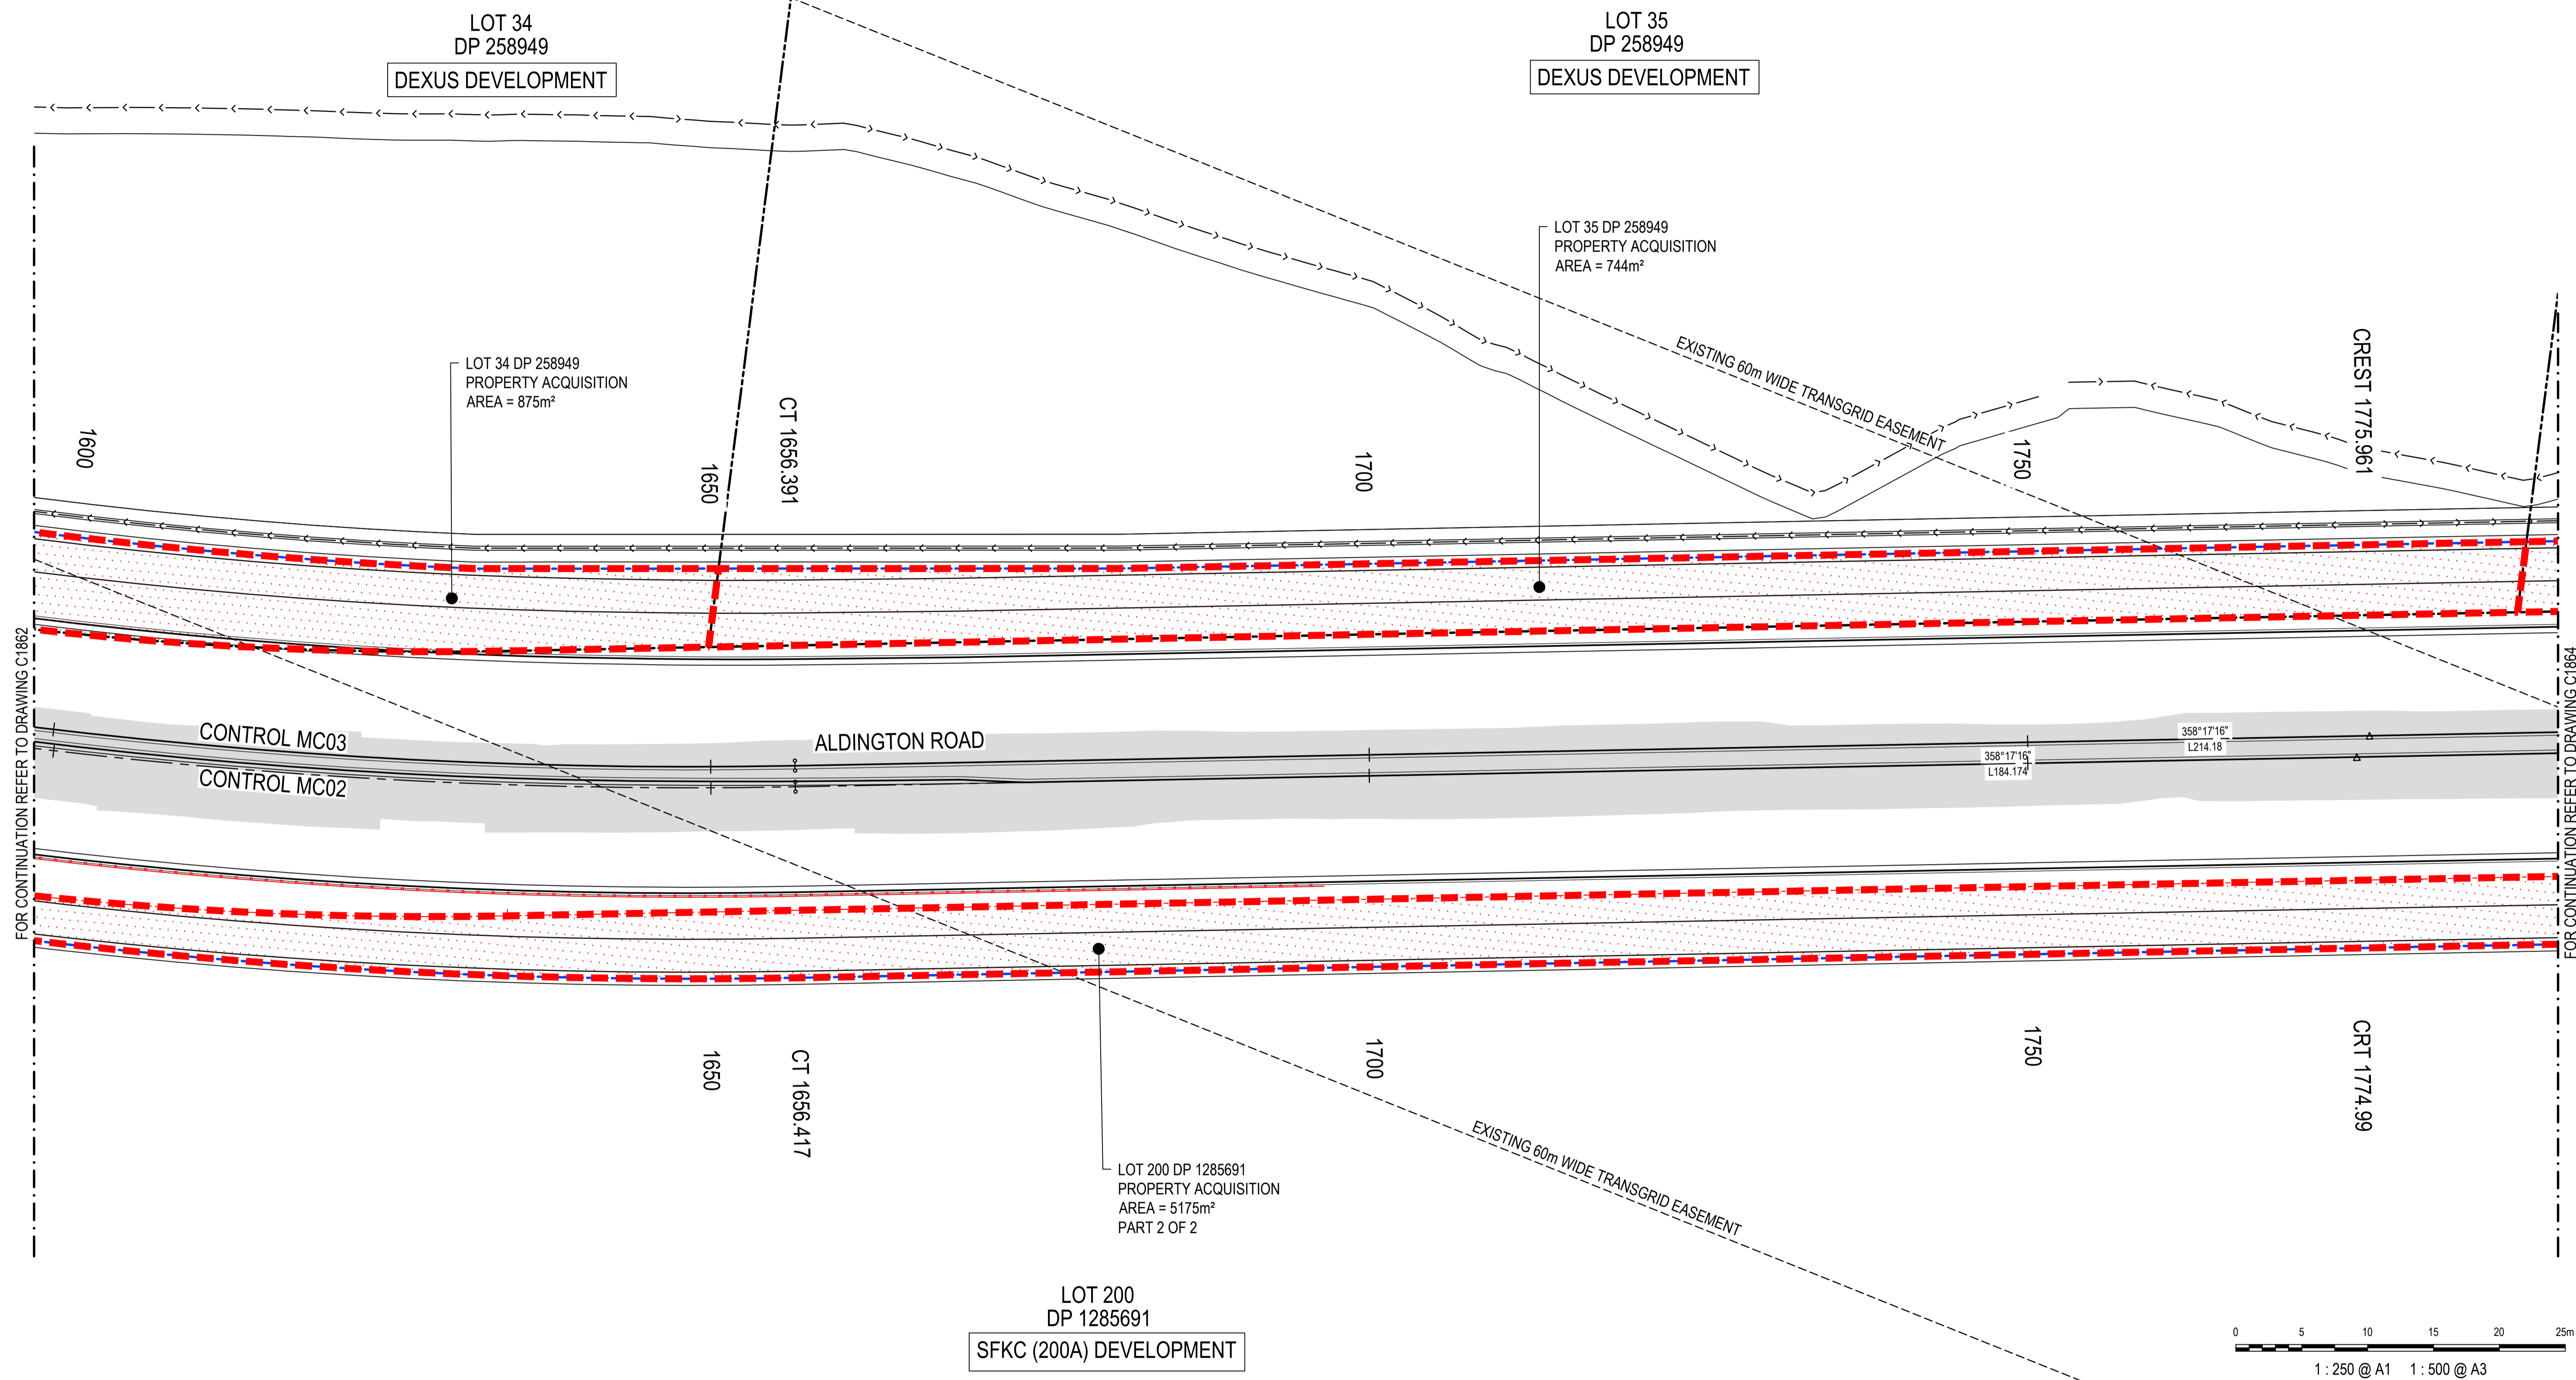 LOT 34
DP 258949
DEXUS DEVELOPMENT
LOT 35
DP 258949
DEXUS DEVELOPMENT
LOT 35 DP 258949
PROPERTY ACQUISITION
AREA = 744m²
LOT 34 DP 258949
PROPERTY ACQUISITION
AREA = 875m²
EXISTING 60m WIDE TRANSGRID EASEMENT
1600
1650
CT 1656.391
1700
1750
CREST 1775.961
FOR CONTINUATION REFER TO DRAWING C1862
FOR CONTINUATION REFER TO DRAWING C1864
CONTROL MC03
ALDINGTON ROAD
358°17'16"
L214.18
358°17'16"
L184.174
CONTROL MC02
1650
CT 1656.417
1700
1750
CRT 1774.99
LOT 200 DP 1285691
PROPERTY ACQUISITION
AREA = 5175m²
PART 2 OF 2
EXISTING 60m WIDE TRANSGRID EASEMENT
LOT 200
DP 1285691
SFKC (200A) DEVELOPMENT
0 5 10 15 20 25m
1 : 250 @ A1 1 : 500 @ A3